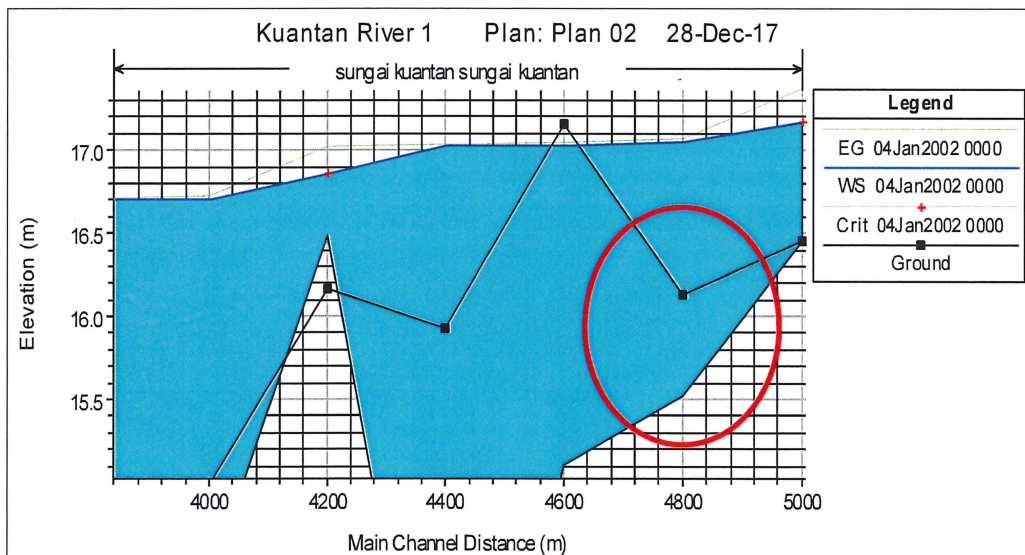 Kuantan River 1 Plan: Plan 02 28-Dec-17
sungai kuantan sungai kuantan
Legend
EG 04Jan2002 0000
WS 04Jan2002 0000
Crit 04Jan2002 0000
Ground
Elevation (m)
17.0
16.5
16.0
15.5
4000 4200 4400 4600 4800 5000
Main Channel Distance (m)